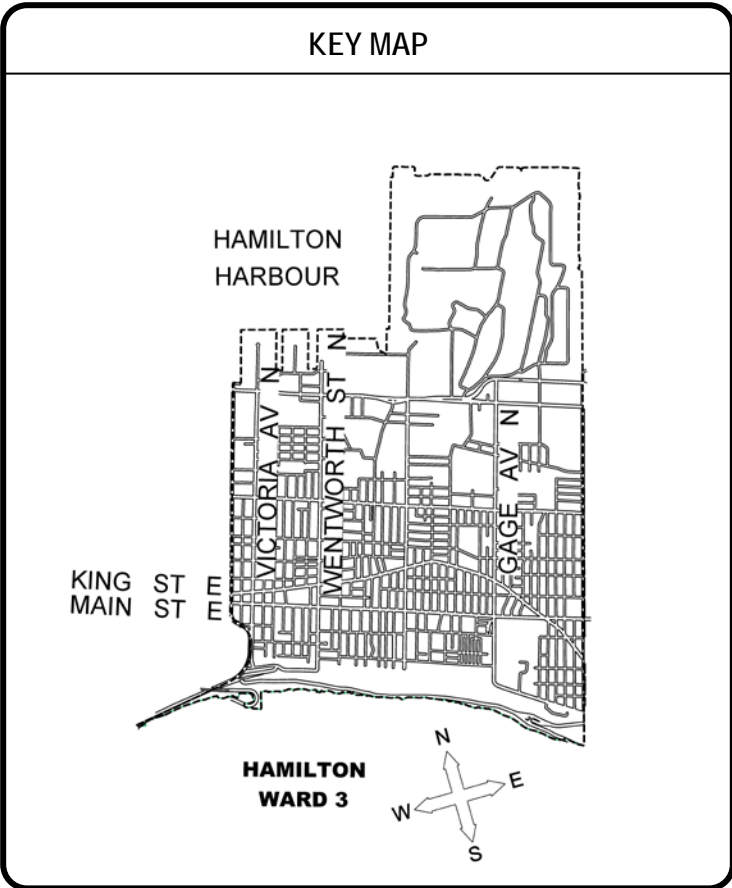 KEY MAP
HAMILTON
HARBOUR
VICTORIA AV N
WENTWORTH ST N
GAGE AV N
KING ST E
MAIN ST E
HAMILTON
WARD 3
N
E
W
S